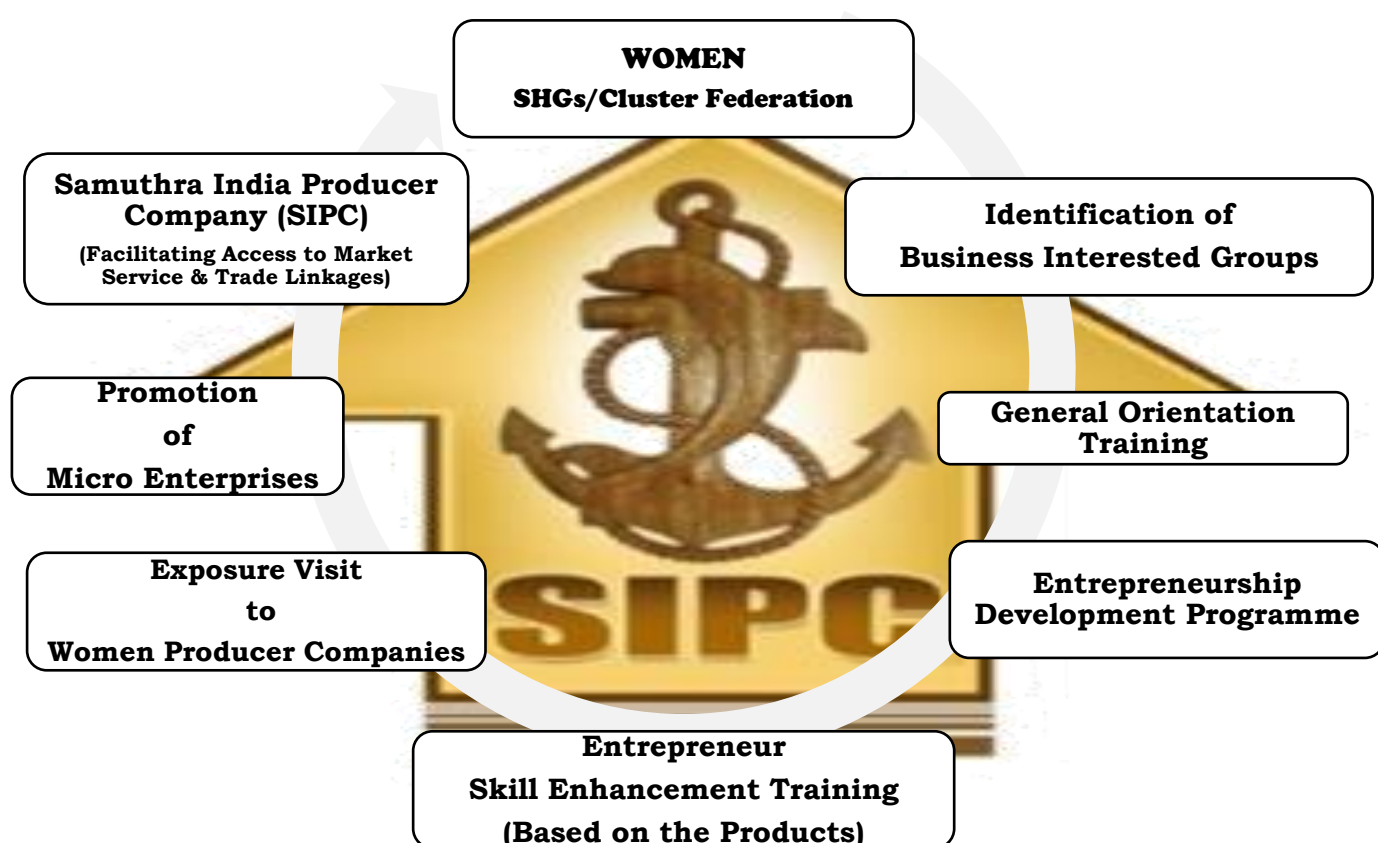 WOMEN
SHGs/Cluster Federation
Identification of
Business Interested Groups
General Orientation
Training
Entrepreneurship
Development Programme
Entrepreneur
Skill Enhancement Training
(Based on the Products)
Exposure Visit
to
Women Producer Companies
Promotion
of
Micro Enterprises
Samuthra India Producer
Company (SIPC)
(Facilitating Access to Market
Service & Trade Linkages)
SIPC